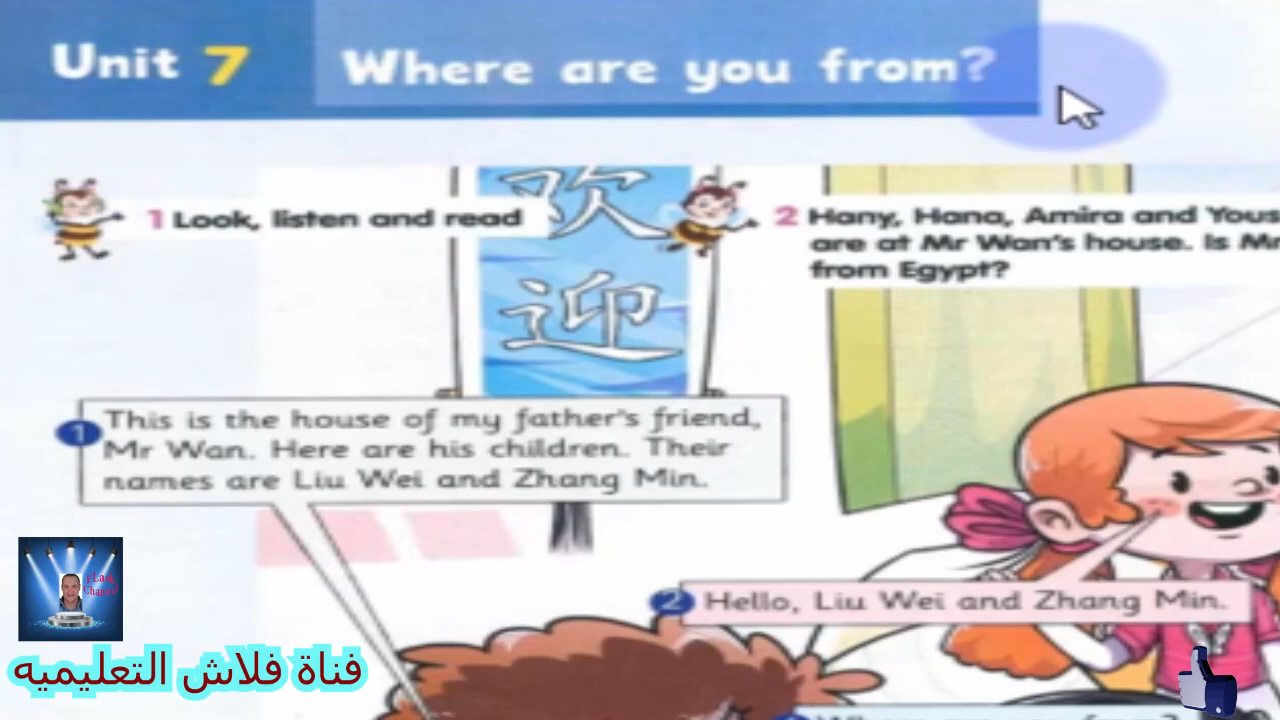 Unit 7 Where are you from?
1 Look, listen and read
欢
迎
2 Hany, Hana, Amira and Yous
are at Mr Wan's house. Is Mr
from Egypt?
1 This is the house of my father's friend,
Mr Wan. Here are his children. Their
names are Liu Wei and Zhang Min.
2 Hello, Liu Wei and Zhang Min.
قناة فلاش التعليميه